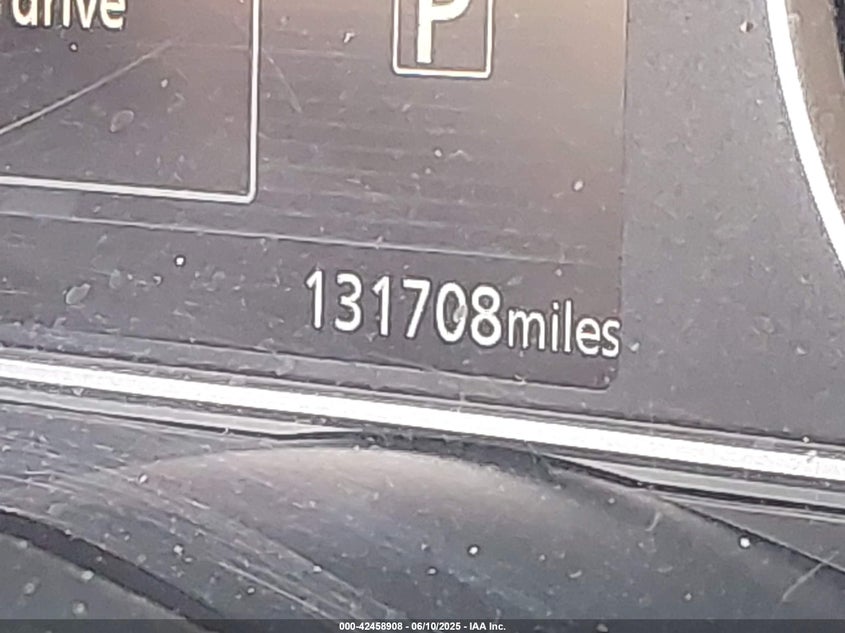 drive
P
131708miles
000-42458908 - 06/10/2025 - IAA Inc.